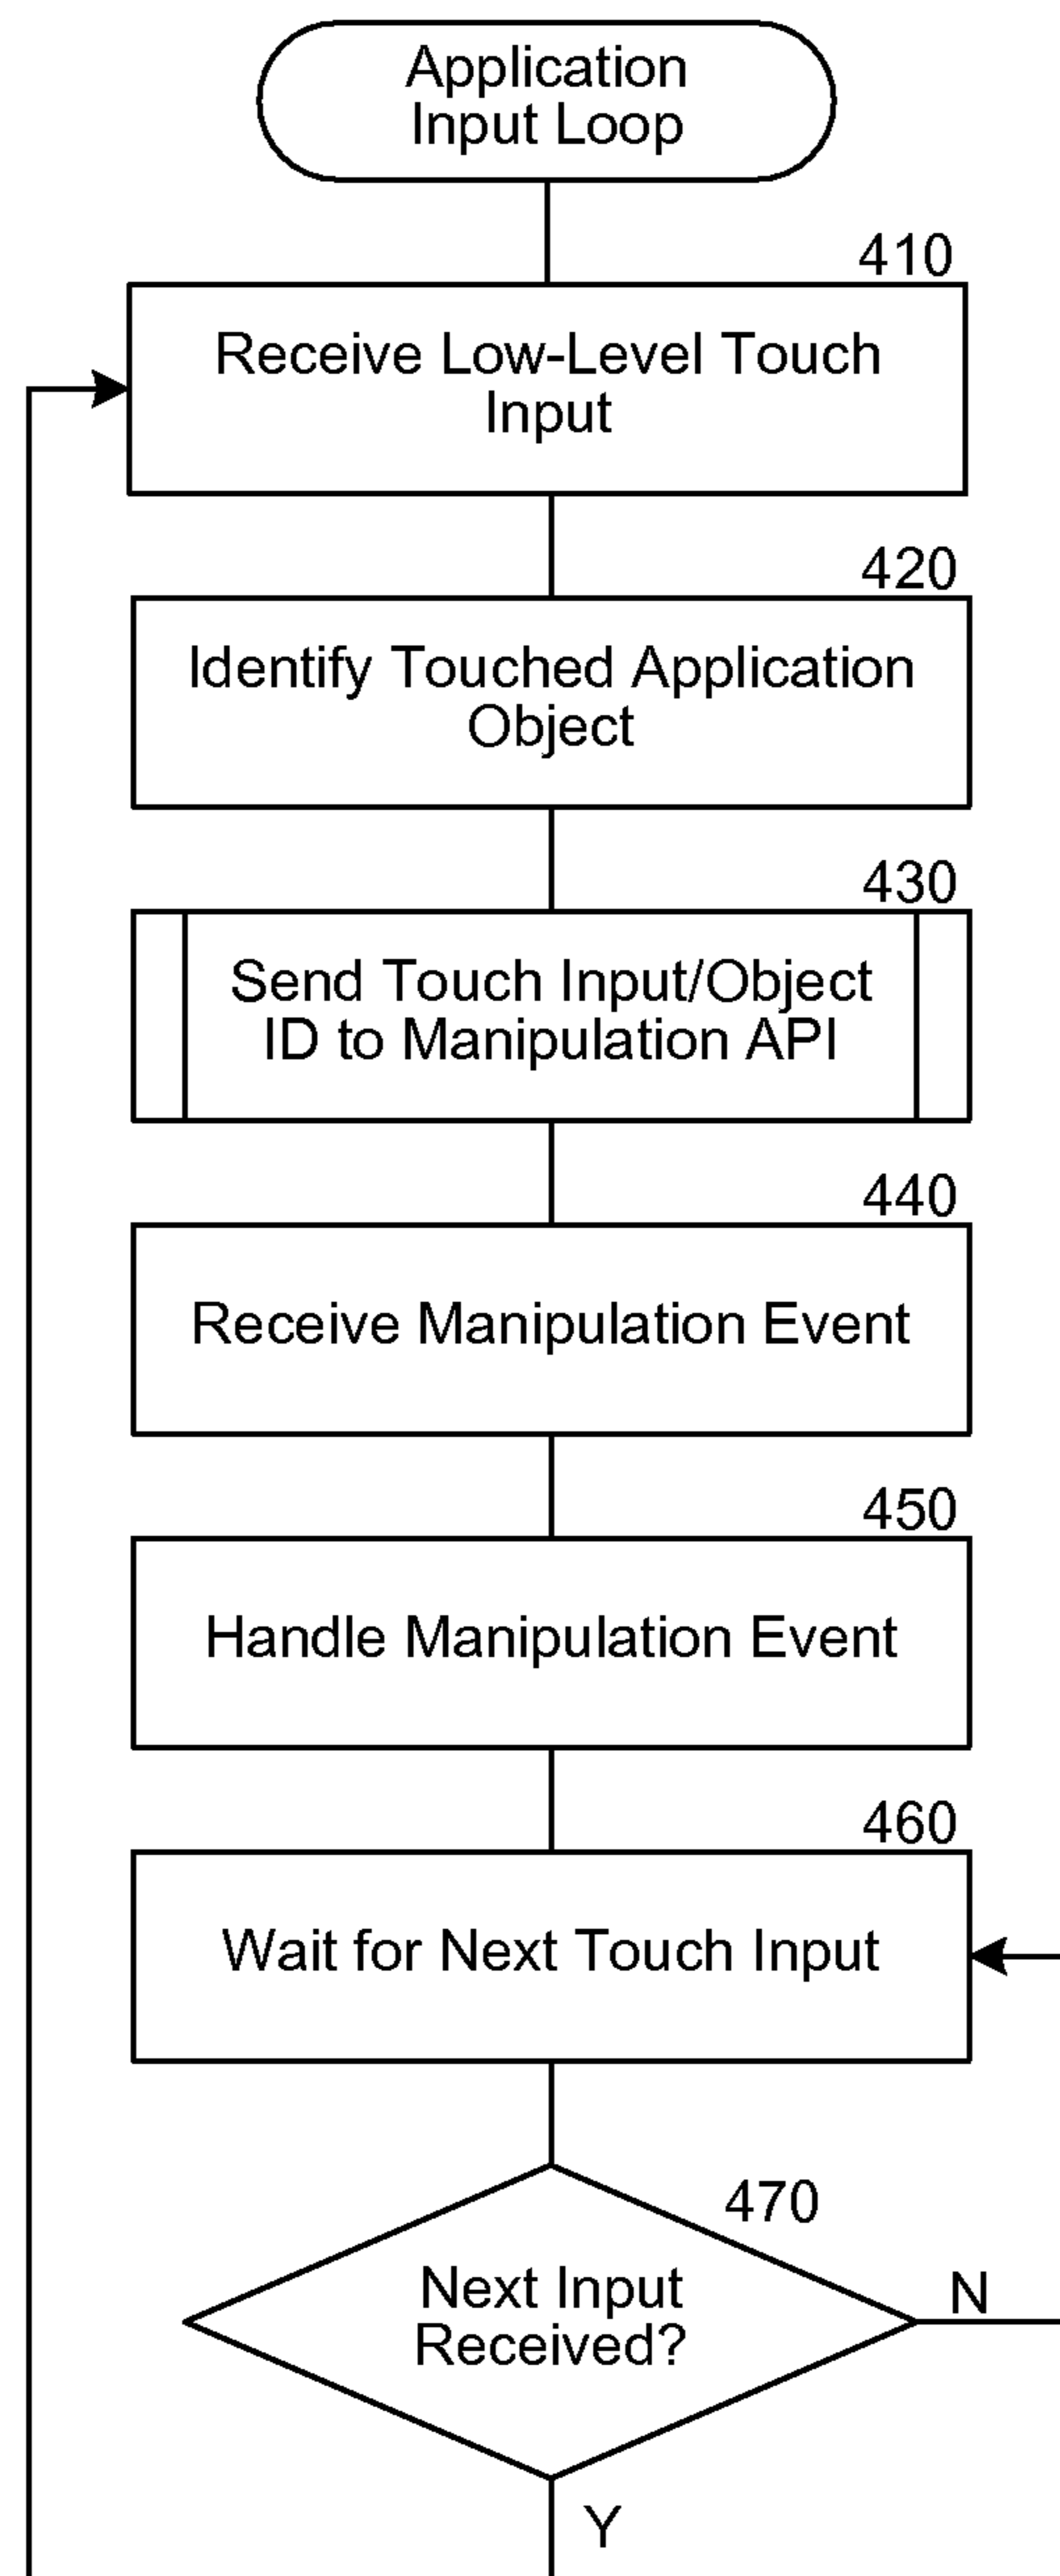 Application
Input Loop
410
Receive Low-Level Touch
Input
420
Identify Touched Application
Object
430
Send Touch Input/Object
ID to Manipulation API
440
Receive Manipulation Event
450
Handle Manipulation Event
460
Wait for Next Touch Input
470
Next Input
Received?
N
Y